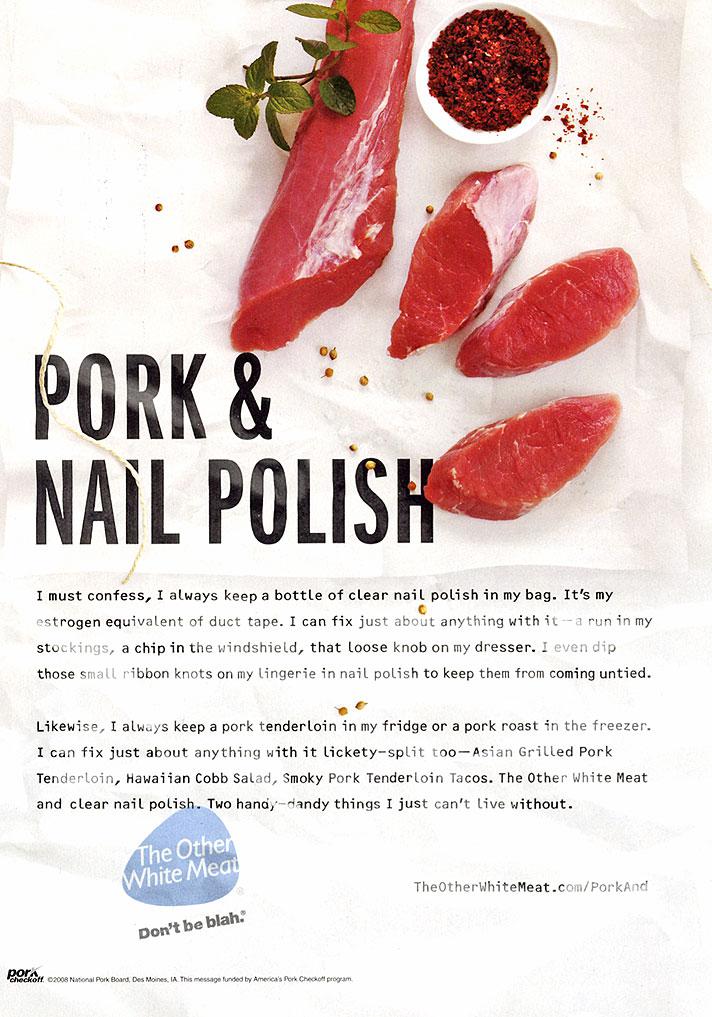 PORK &
NAIL POLISH
I must confess, I always keep a bottle of clear nail polish in my bag. It's my
estrogen equivalent of duct tape. I can fix just about anything with it—a run in my
stockings, a chip in the windshield, that loose knob on my dresser. I even dip
those small ribbon knots on my lingerie in nail polish to keep them from coming untied.
Likewise, I always keep a pork tenderloin in my fridge or a pork roast in the freezer.
I can fix just about anything with it lickety-split too—Asian Grilled Pork
Tenderloin, Hawaiian Cobb Salad, Smoky Pork Tenderloin Tacos. The Other White Meat
and clear nail polish. Two handy-dandy things I just can't live without.
The Other
White Meat®
Don't be blah.®
TheOtherWhiteMeat.com/PorkAnd
pork
checkoff. ©2008 National Pork Board, Des Moines, IA. This message funded by America's Pork Checkoff program.